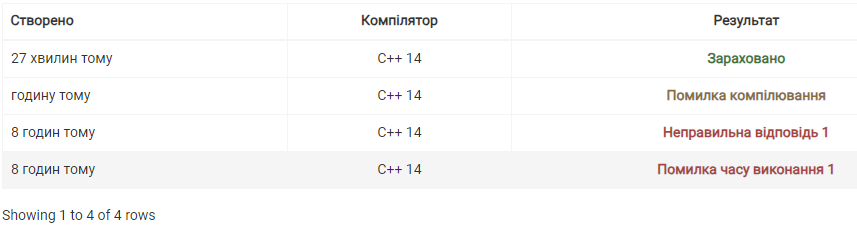 Створено Компілятор Результат
27 хвилин тому C++ 14 Зараховано
годину тому C++ 14 Помилка компілювання
8 годин тому C++ 14 Неправильна відповідь 1
8 годин тому C++ 14 Помилка часу виконання 1
Showing 1 to 4 of 4 rows